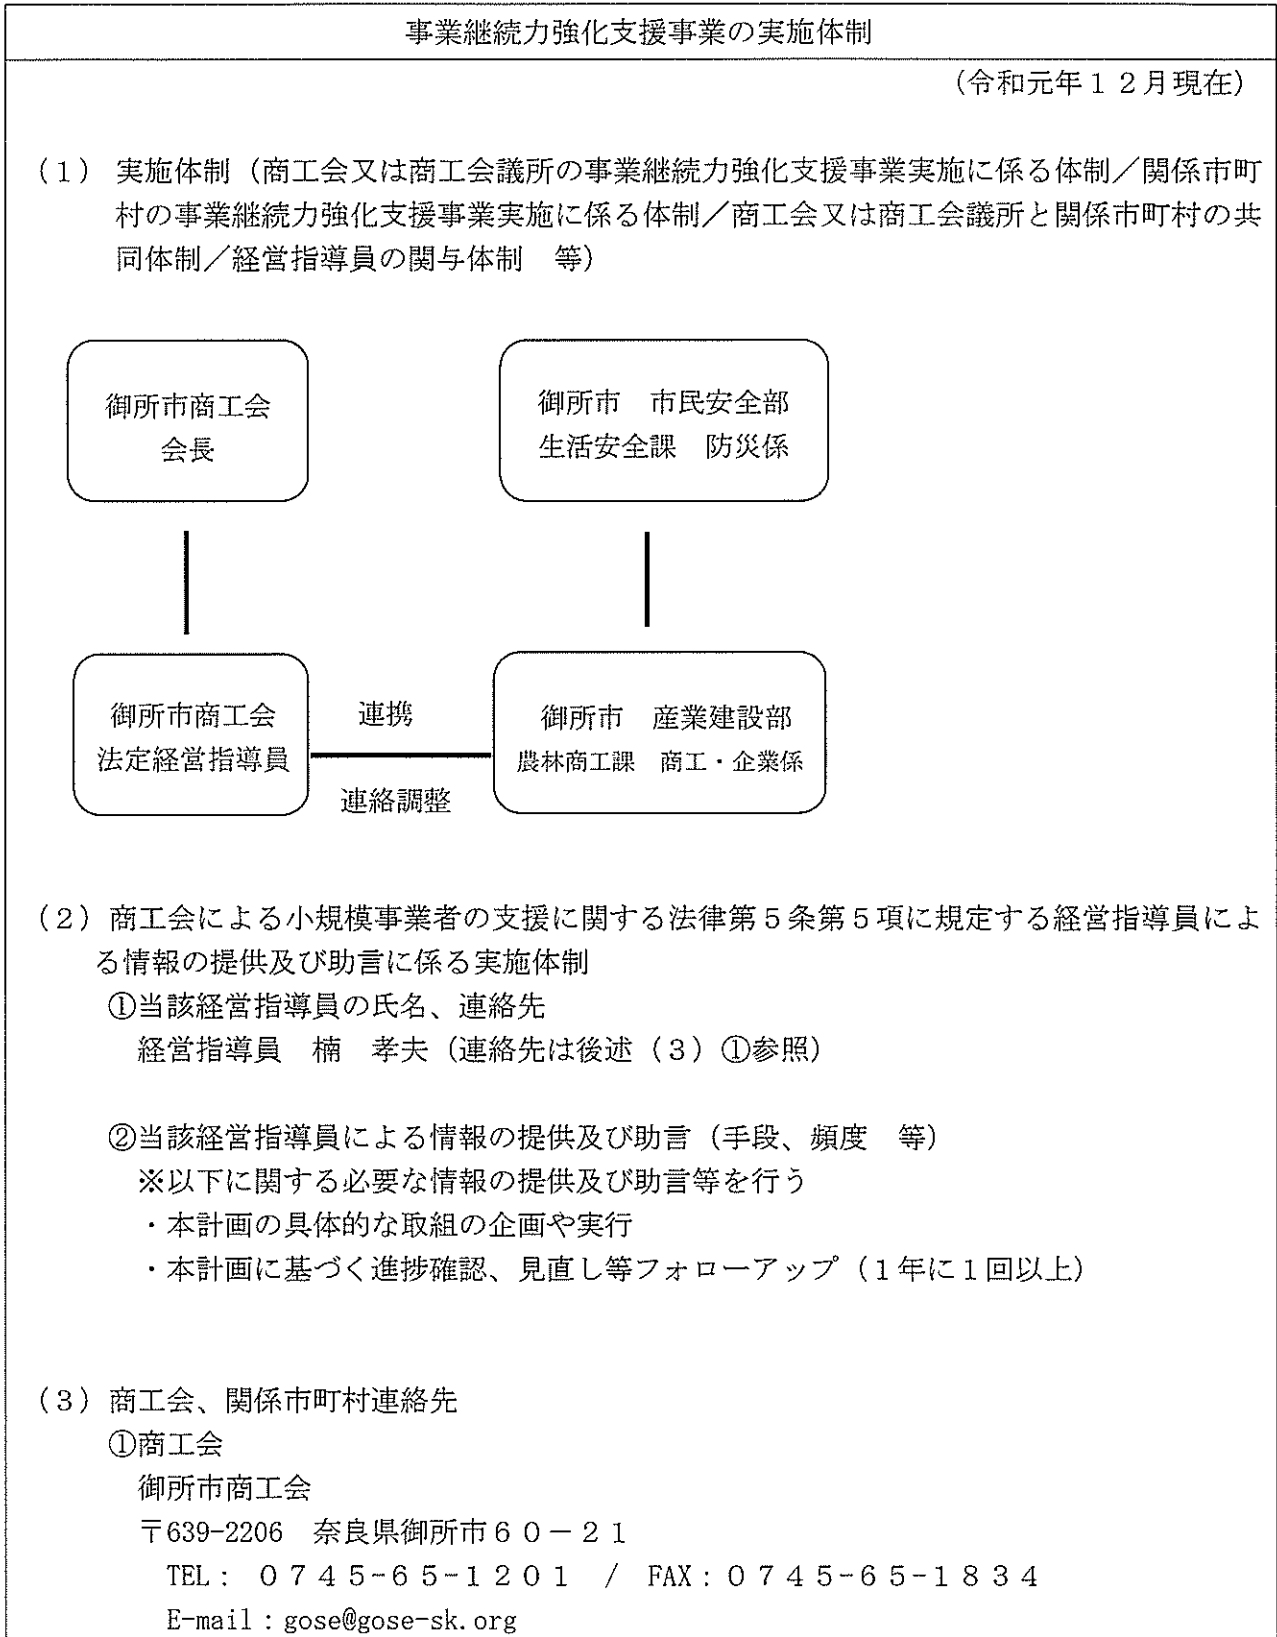 事業継続力強化支援事業の実施体制
(令和元年12月現在)
(1) 実施体制(商工会又は商工会議所の事業継続力強化支援事業実施に係る体制/関係市町
村の事業継続力強化支援事業実施に係る体制/商工会又は商工会議所と関係市町村の共
同体制/経営指導員の関与体制 等)
御所市商工会
会長
御所市 市民安全部
生活安全課 防災係
御所市商工会
法定経営指導員
連携
連絡調整
御所市 産業建設部
農林商工課 商工・企業係
(2)商工会による小規模事業者の支援に関する法律第5条第5項に規定する経営指導員によ
る情報の提供及び助言に係る実施体制
①当該経営指導員の氏名、連絡先
経営指導員 楠 孝夫(連絡先は後述(3)①参照)
②当該経営指導員による情報の提供及び助言(手段、頻度 等)
※以下に関する必要な情報の提供及び助言等を行う
・本計画の具体的な取組の企画や実行
・本計画に基づく進捗確認、見直し等フォローアップ(1年に1回以上)
(3)商工会、関係市町村連絡先
①商工会
御所市商工会
〒639-2206 奈良県御所市60-21
TEL: 0745-65-1201 / FAX:0745-65-1834
E-mail:gose@gose-sk.org